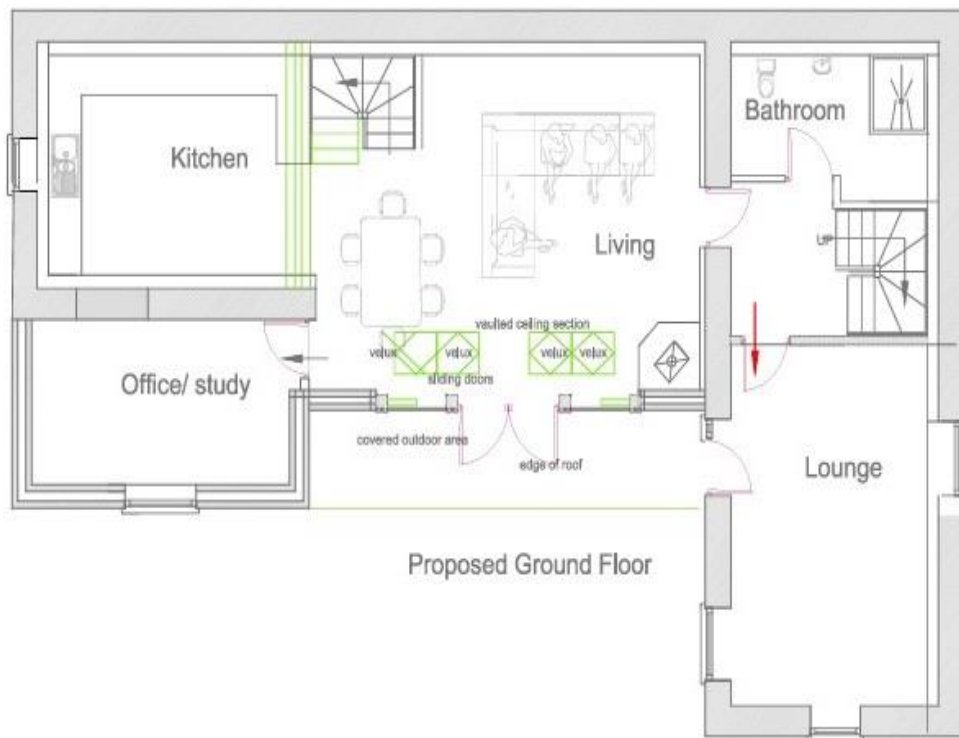 Bathroom
Kitchen
Living
UP
vaulted ceiling section
velux
velux
velux
velux
sliding doors
Office/ study
covered outdoor area
edge of roof
Lounge
Proposed Ground Floor